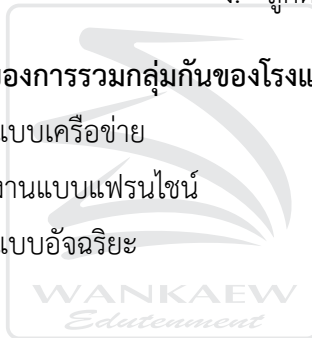 ของการรวมกลุ่มกันของโรงแ
แบบเครือข่าย
งานแบบแฟรนไชน์
แบบอัจฉริยะ
WANKAEW
Edutenment